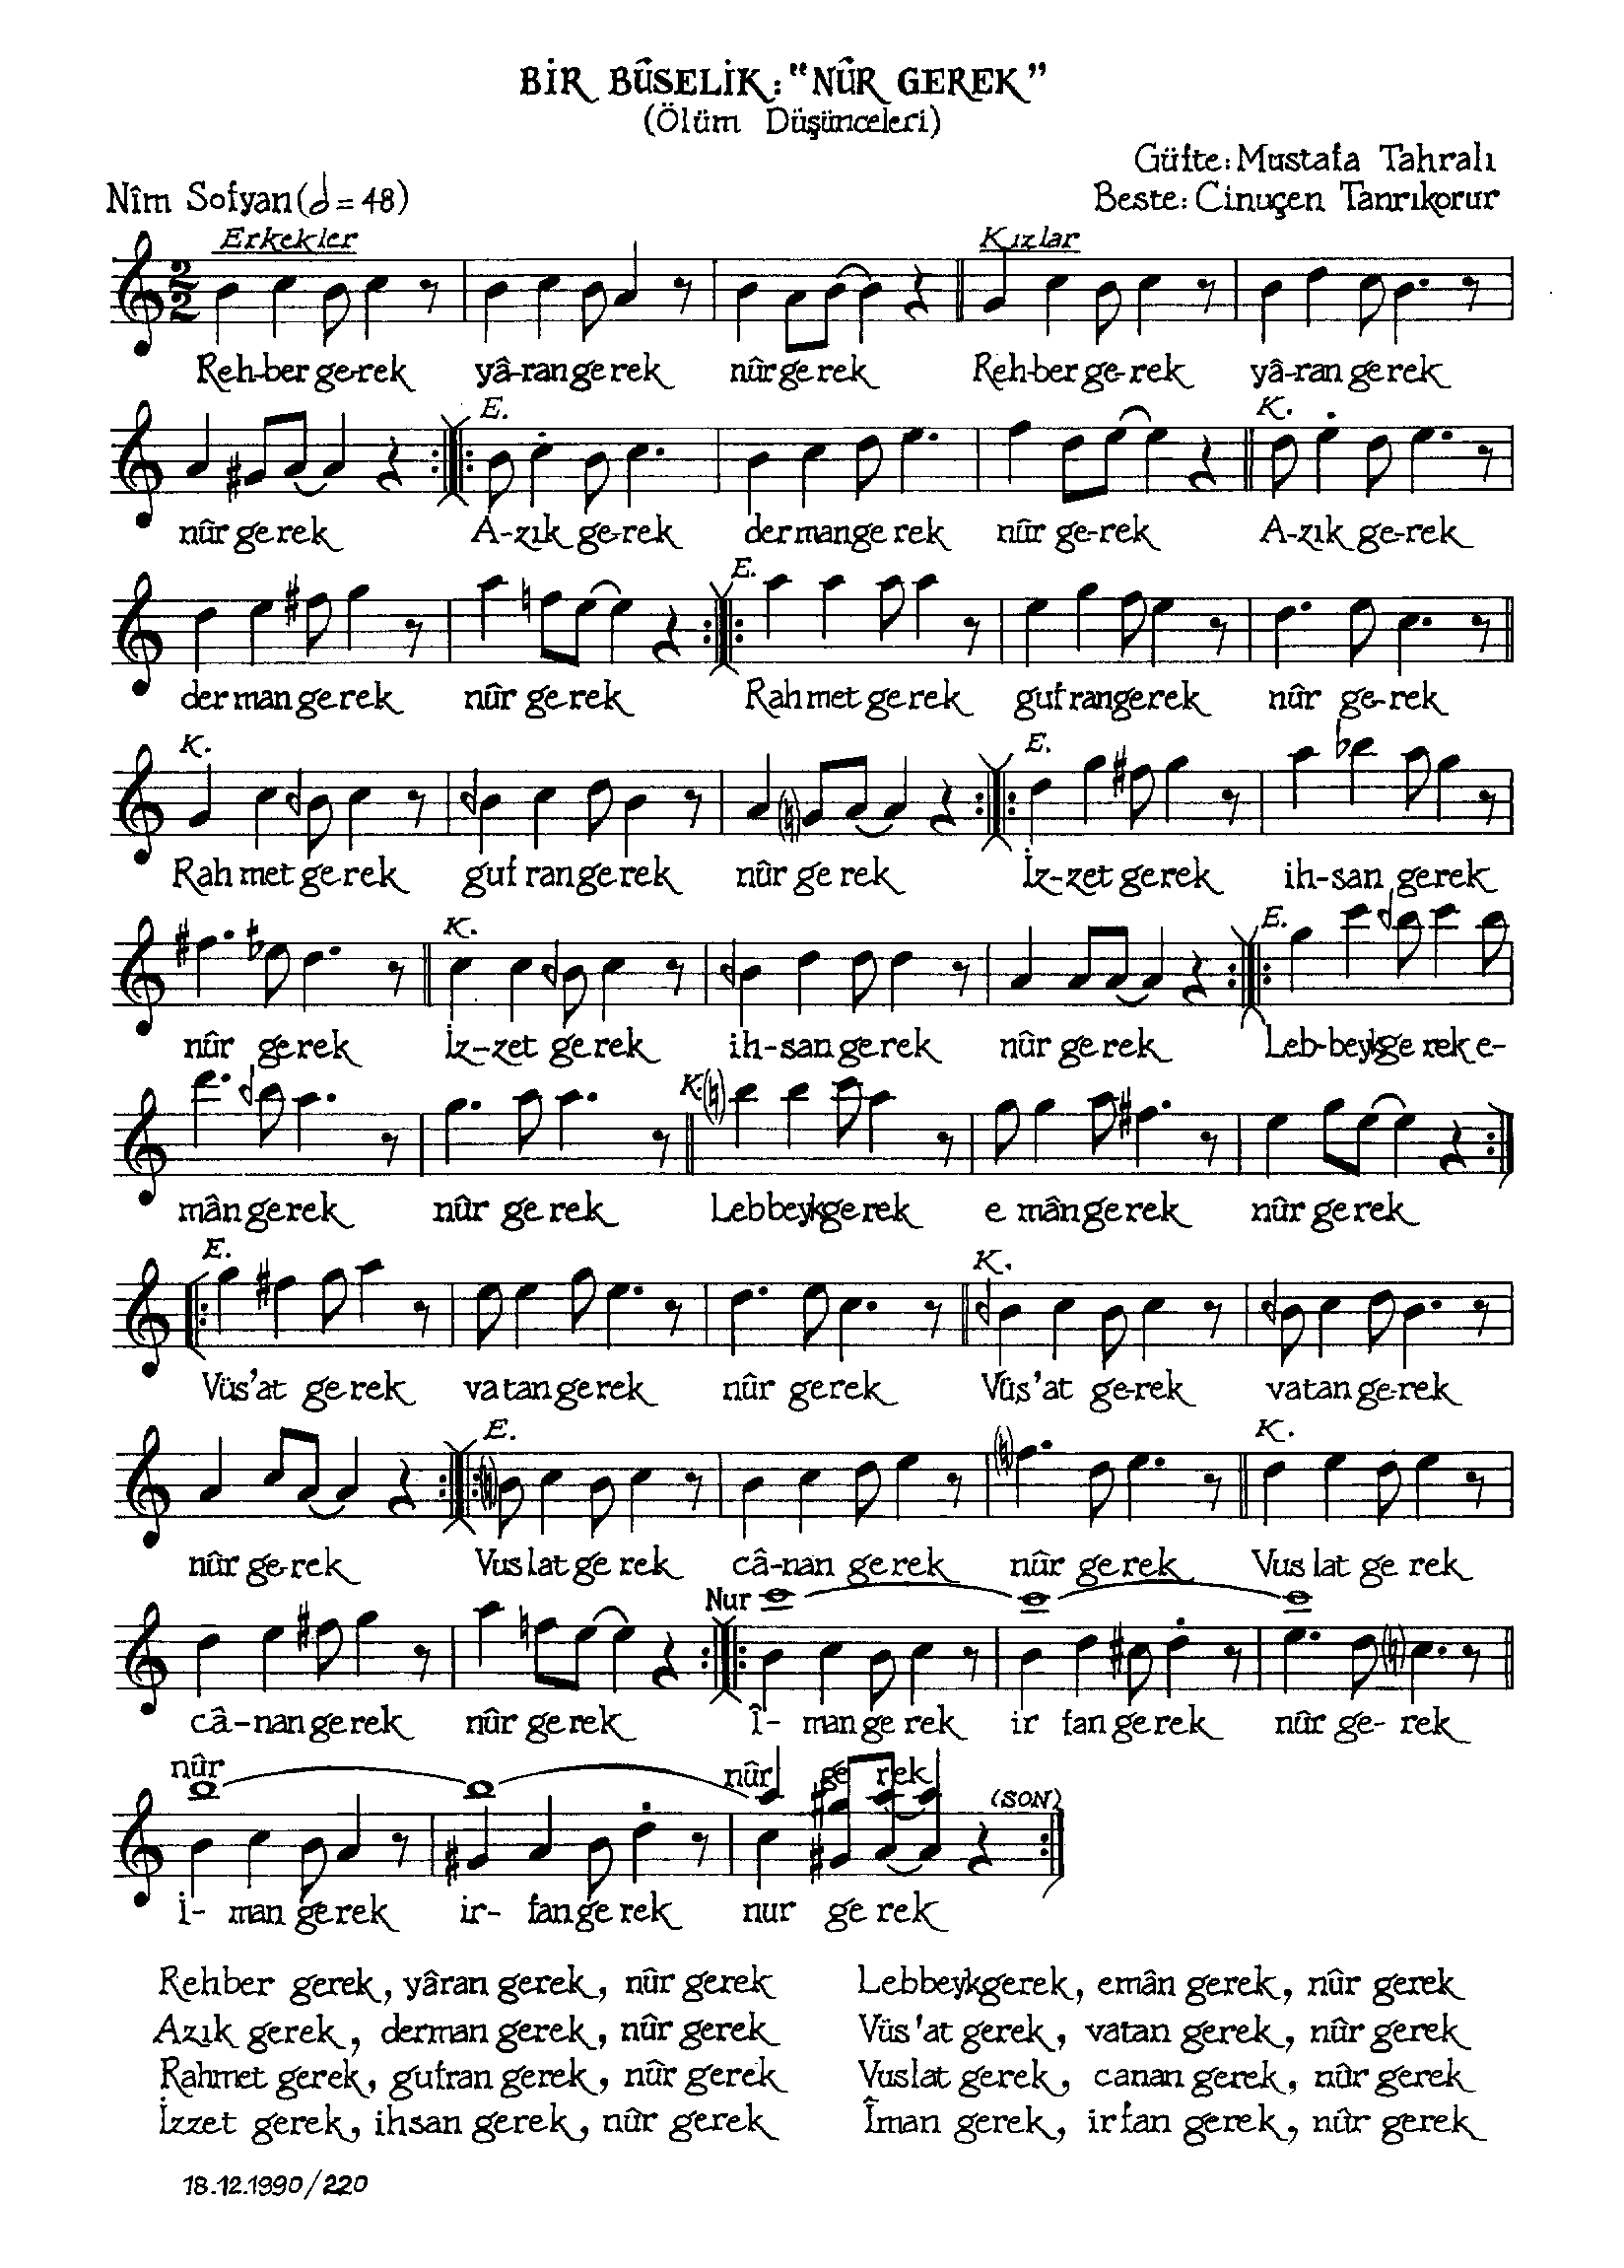 BİR BÛSELİK: "NÛR GEREK"
(Ölüm Düşünceleri)
Güfte: Mustafa Tahralı
Nîm Sofyan (𝅗𝅥 = 48)
Beste: Cinuçen Tanrıkorur
Erkekler Kızlar
2
2
Reh-ber ge-rek yâ-ran ge rek nûr ge rek Reh-ber ge-rek yâ-ran ge rek
E. K.
nûr ge rek A-zık ge-rek der man ge rek nûr ge-rek A-zık ge-rek
E.
der man ge rek nûr ge rek Rah met ge rek guf ran ge rek nûr ge-rek
K. E.
Rah met ge rek guf ran ge rek nûr ge rek İz-zet ge rek ih-san ge rek
K. E.
nûr ge rek İz-zet ge rek ih-san ge rek nûr ge rek Leb-beyk ge rek e-
K.
mân ge rek nûr ge rek Leb beyk ge rek e mân ge rek nûr ge rek
E. K.
Vüs'at ge-rek va tan ge rek nûr ge rek Vüs'at ge-rek va tan ge-rek
E. K.
nûr ge-rek Vus lat ge rek câ-nan ge rek nûr ge rek Vus lat ge rek
Nur
câ-nan ge rek nûr ge rek Î- man ge rek ir fan ge rek nûr ge- rek
nûr nûr ge rek (SON)
İ- man ge rek ir- fan ge rek nur ge rek
Rehber gerek, yâran gerek, nûr gerek
Azık gerek, derman gerek, nûr gerek
Rahmet gerek, gufran gerek, nûr gerek
İzzet gerek, ihsan gerek, nûr gerek
Lebbeyk gerek, emân gerek, nûr gerek
Vüs'at gerek, vatan gerek, nûr gerek
Vuslat gerek, canan gerek, nûr gerek
Îman gerek, irfan gerek, nûr gerek
18.12.1990/220